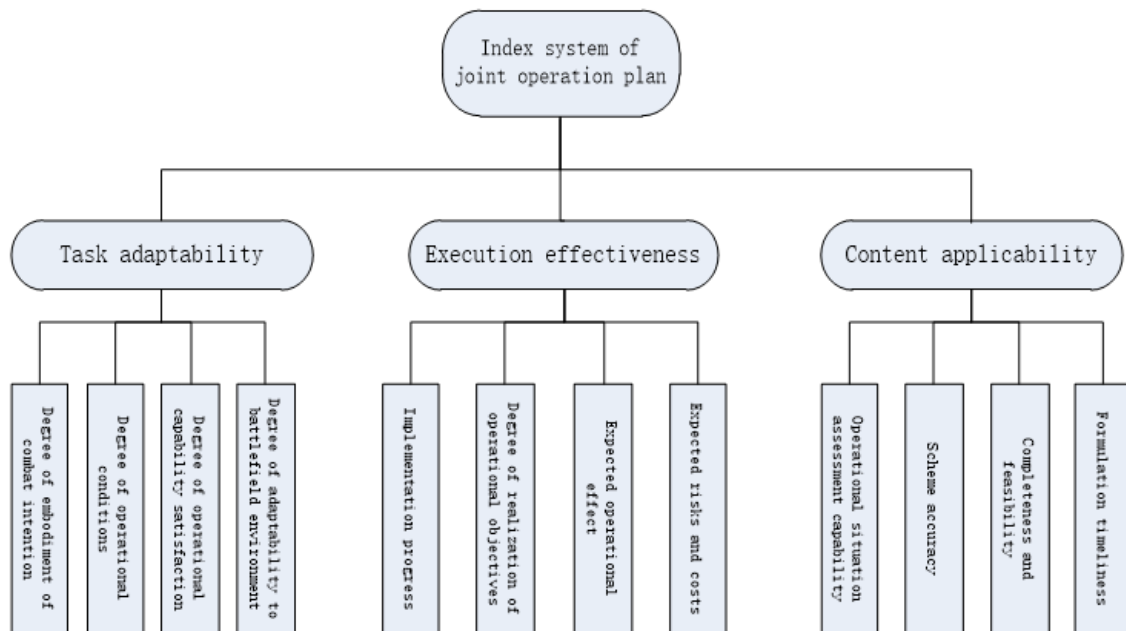 Index system of
joint operation plan
Task adaptability
Execution effectiveness
Content applicability
Degree of embodiment of
combat intention
Degree of operational
conditions
Degree of operational
capability satisfaction
Degree of adaptability to
battlefield environment
Implementation progress
Degree of realization of
operational objectives
Expected operational
effect
Expected risks and costs
Operational situation
assessment capability
Scheme accuracy
Completeness and
feasibility
Formulation timeliness